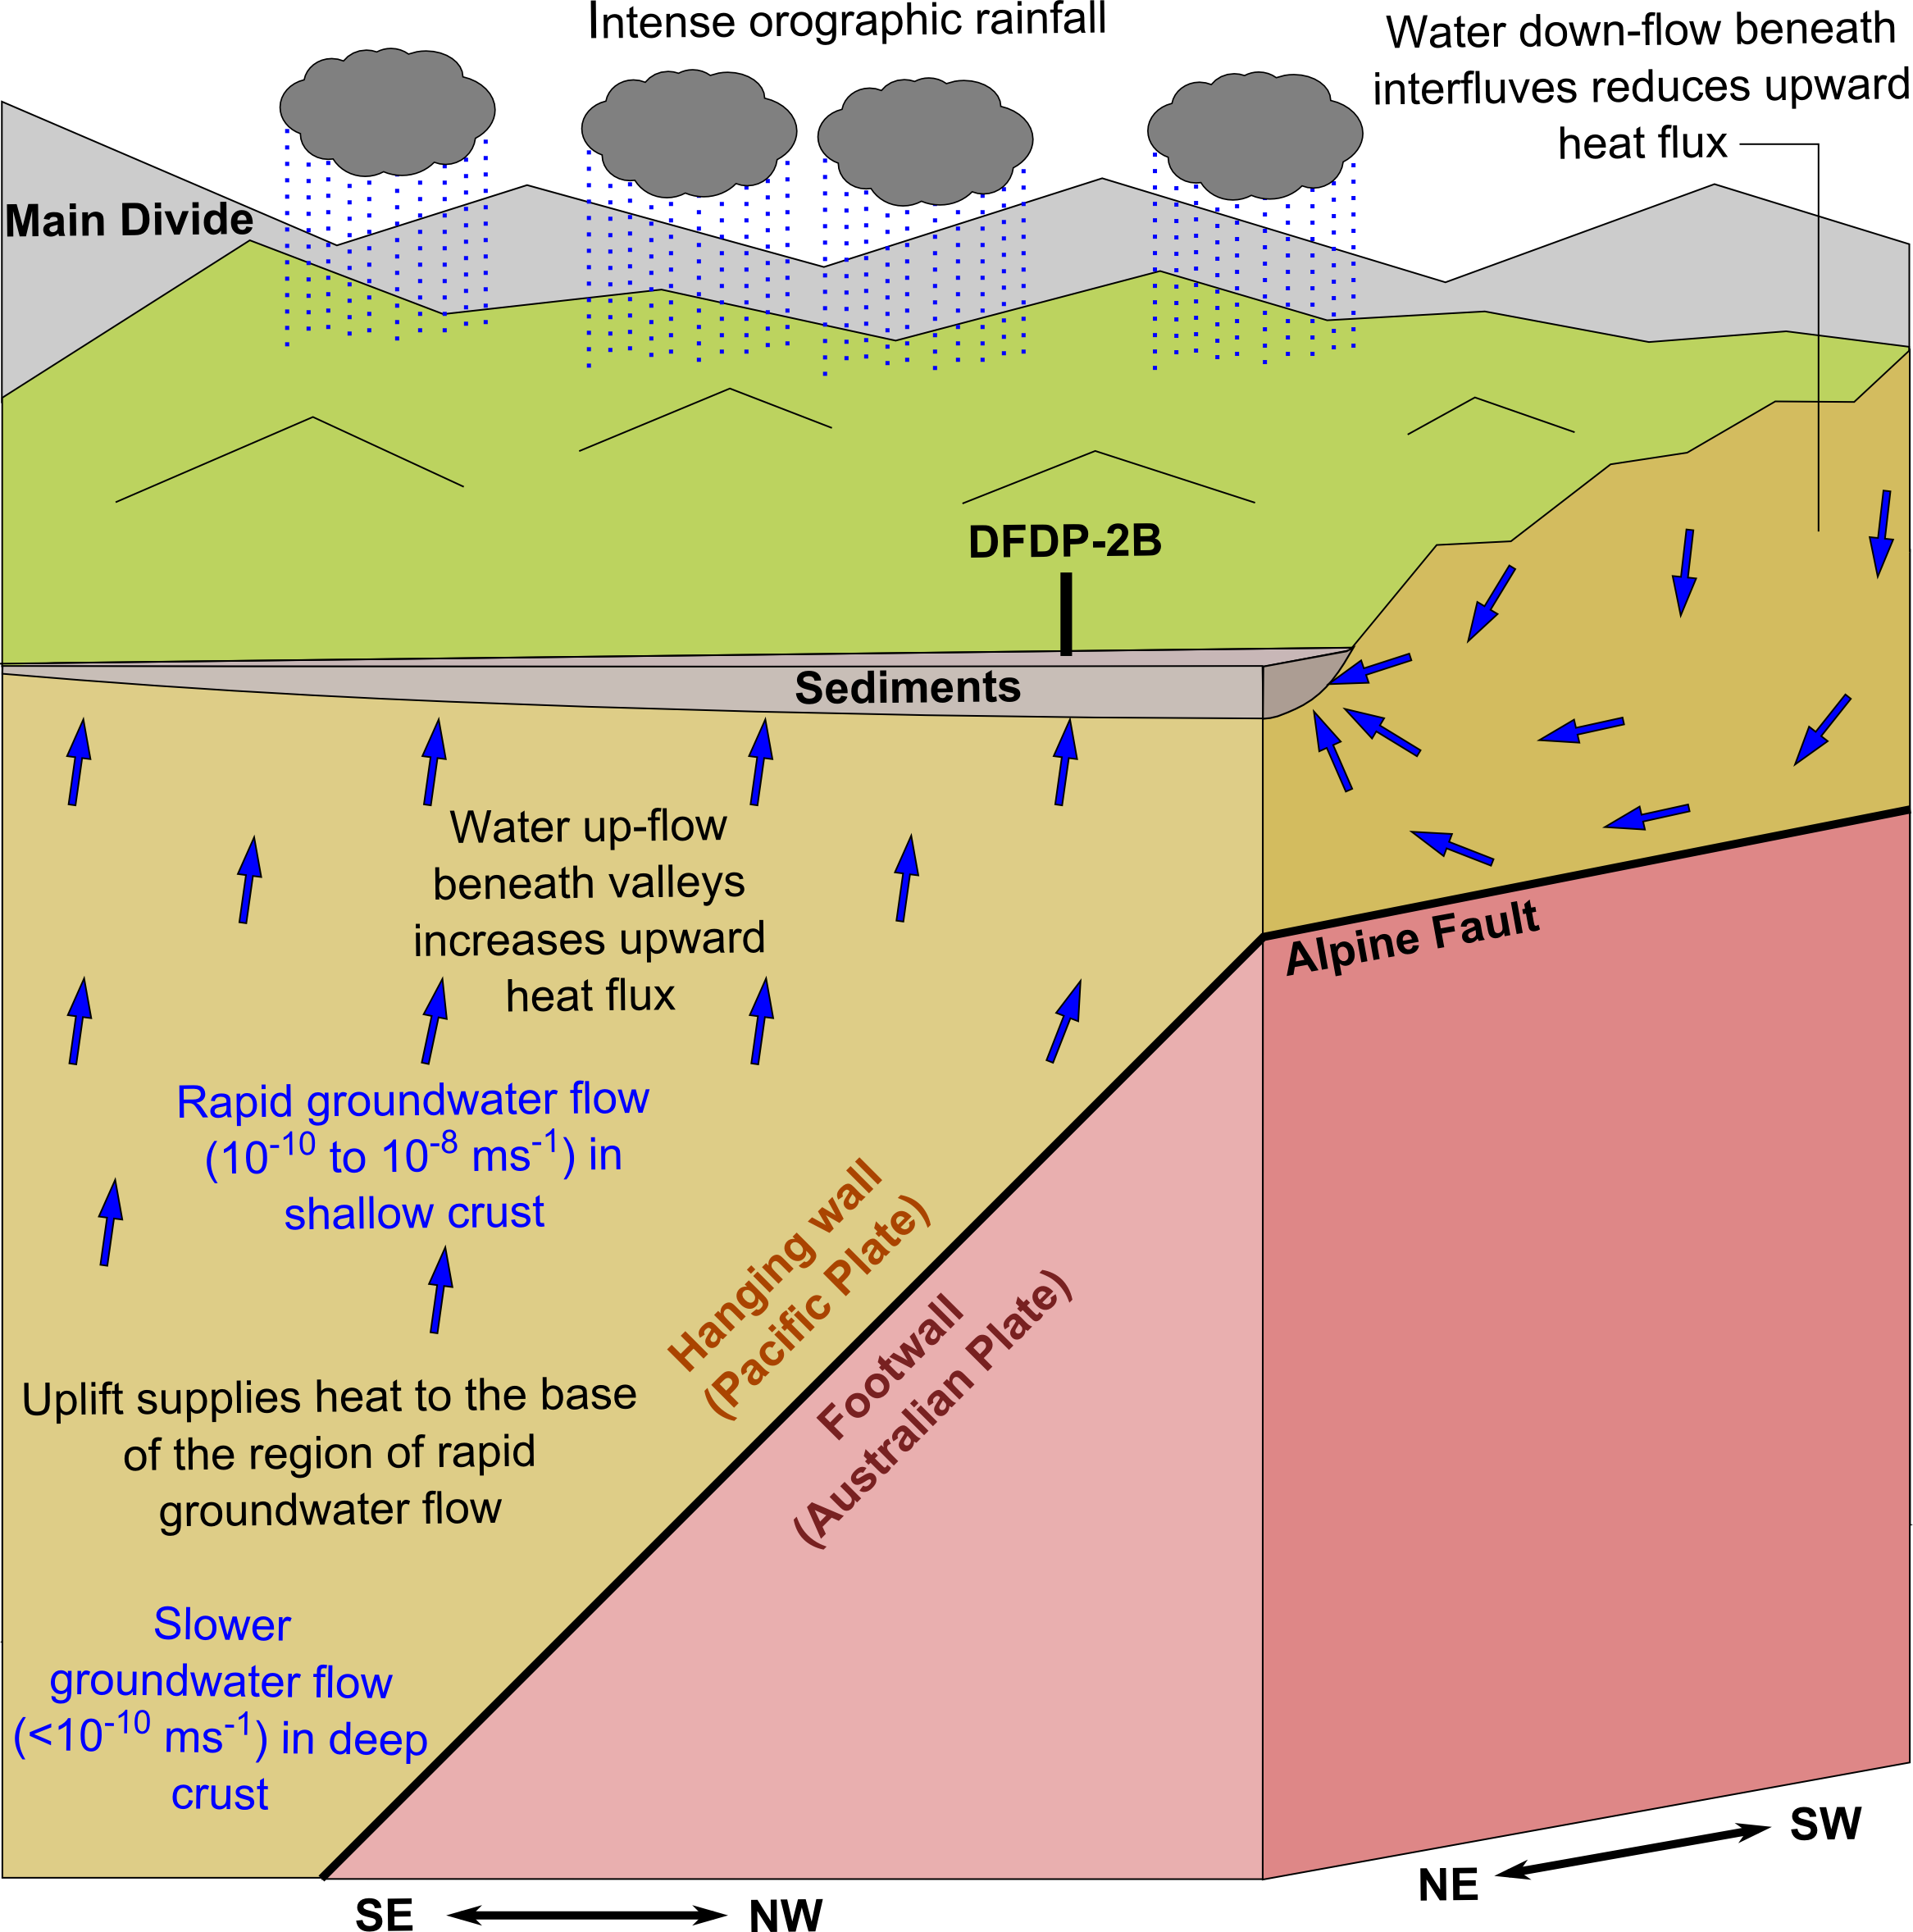 Intense orographic rainfall
Water down-flow beneath
interfluves reduces upward
heat flux
Main Divide
DFDP-2B
Sediments
Water up-flow
beneath valleys
increases upward
heat flux
Alpine Fault
Rapid groundwater flow
(10⁻¹⁰ to 10⁻⁸ ms⁻¹) in
shallow crust
Hanging wall
(Pacific Plate)
Footwall
(Australian Plate)
Uplift supplies heat to the base
of the region of rapid
groundwater flow
Slower
groundwater flow
(<10⁻¹⁰ ms⁻¹) in deep
crust
SE
NW
NE
SW